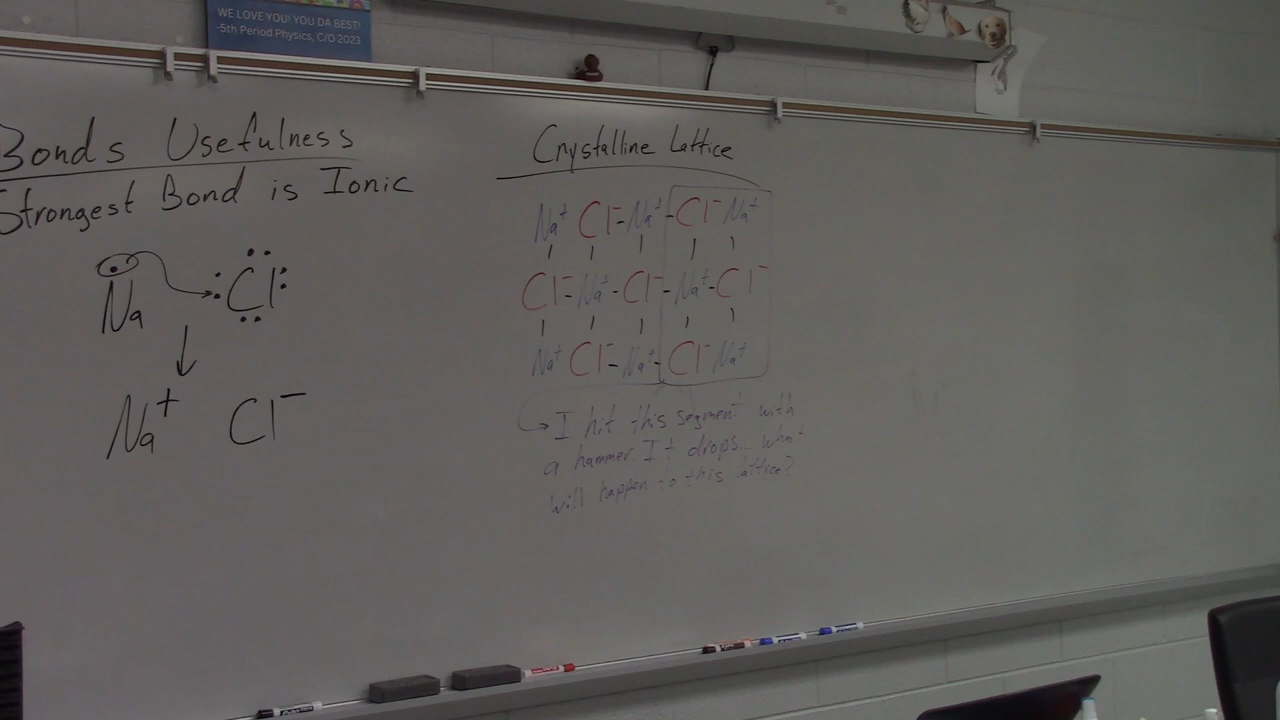 WE LOVE YOU! YOU DA BEST!
-5th Period Physics, C/O 2023
Bonds Usefulness
Strongest Bond is Ionic
Na Cl
Na+ Cl-
Crystalline Lattice
Na+ Cl- Na+ Cl- Na+
Cl- Na+ Cl- Na+ Cl-
Na+ Cl- Na+ Cl- Na+
I hit this segment with
a hammer. It drops... what
will happen to this lattice?